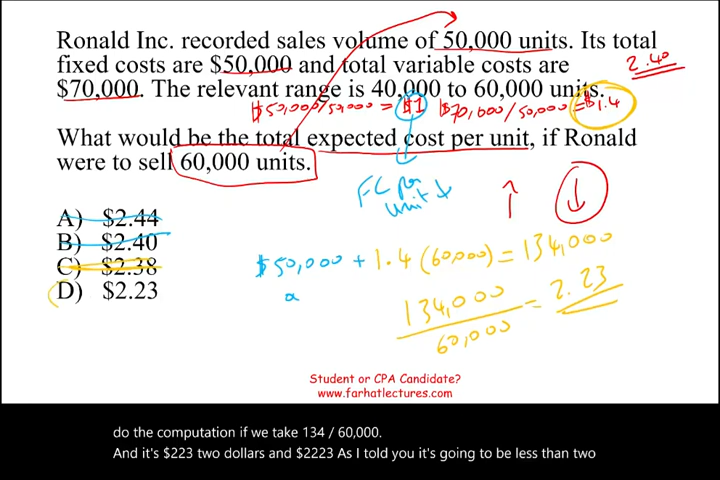 Ronald Inc. recorded sales volume of 50,000 units. Its total
fixed costs are $50,000 and total variable costs are
2.40
$70,000. The relevant range is 40,000 to 60,000 units.
$50,000/50,000 = $1 $70,000/50,000 = $1.4
What would be the total expected cost per unit, if Ronald
were to sell 60,000 units.
FC per
unit ↓
↑ ↓
A) $2.44
B) $2.40
C) $2.38
D) $2.23
$50,000 + 1.4 (60,000) = 134,000
a
134,000
60,000
= 2.23
Student or CPA Candidate?
www.farhatlectures.com
do the computation if we take 134 / 60,000.
And it's $223 two dollars and $2223 As I told you it's going to be less than two